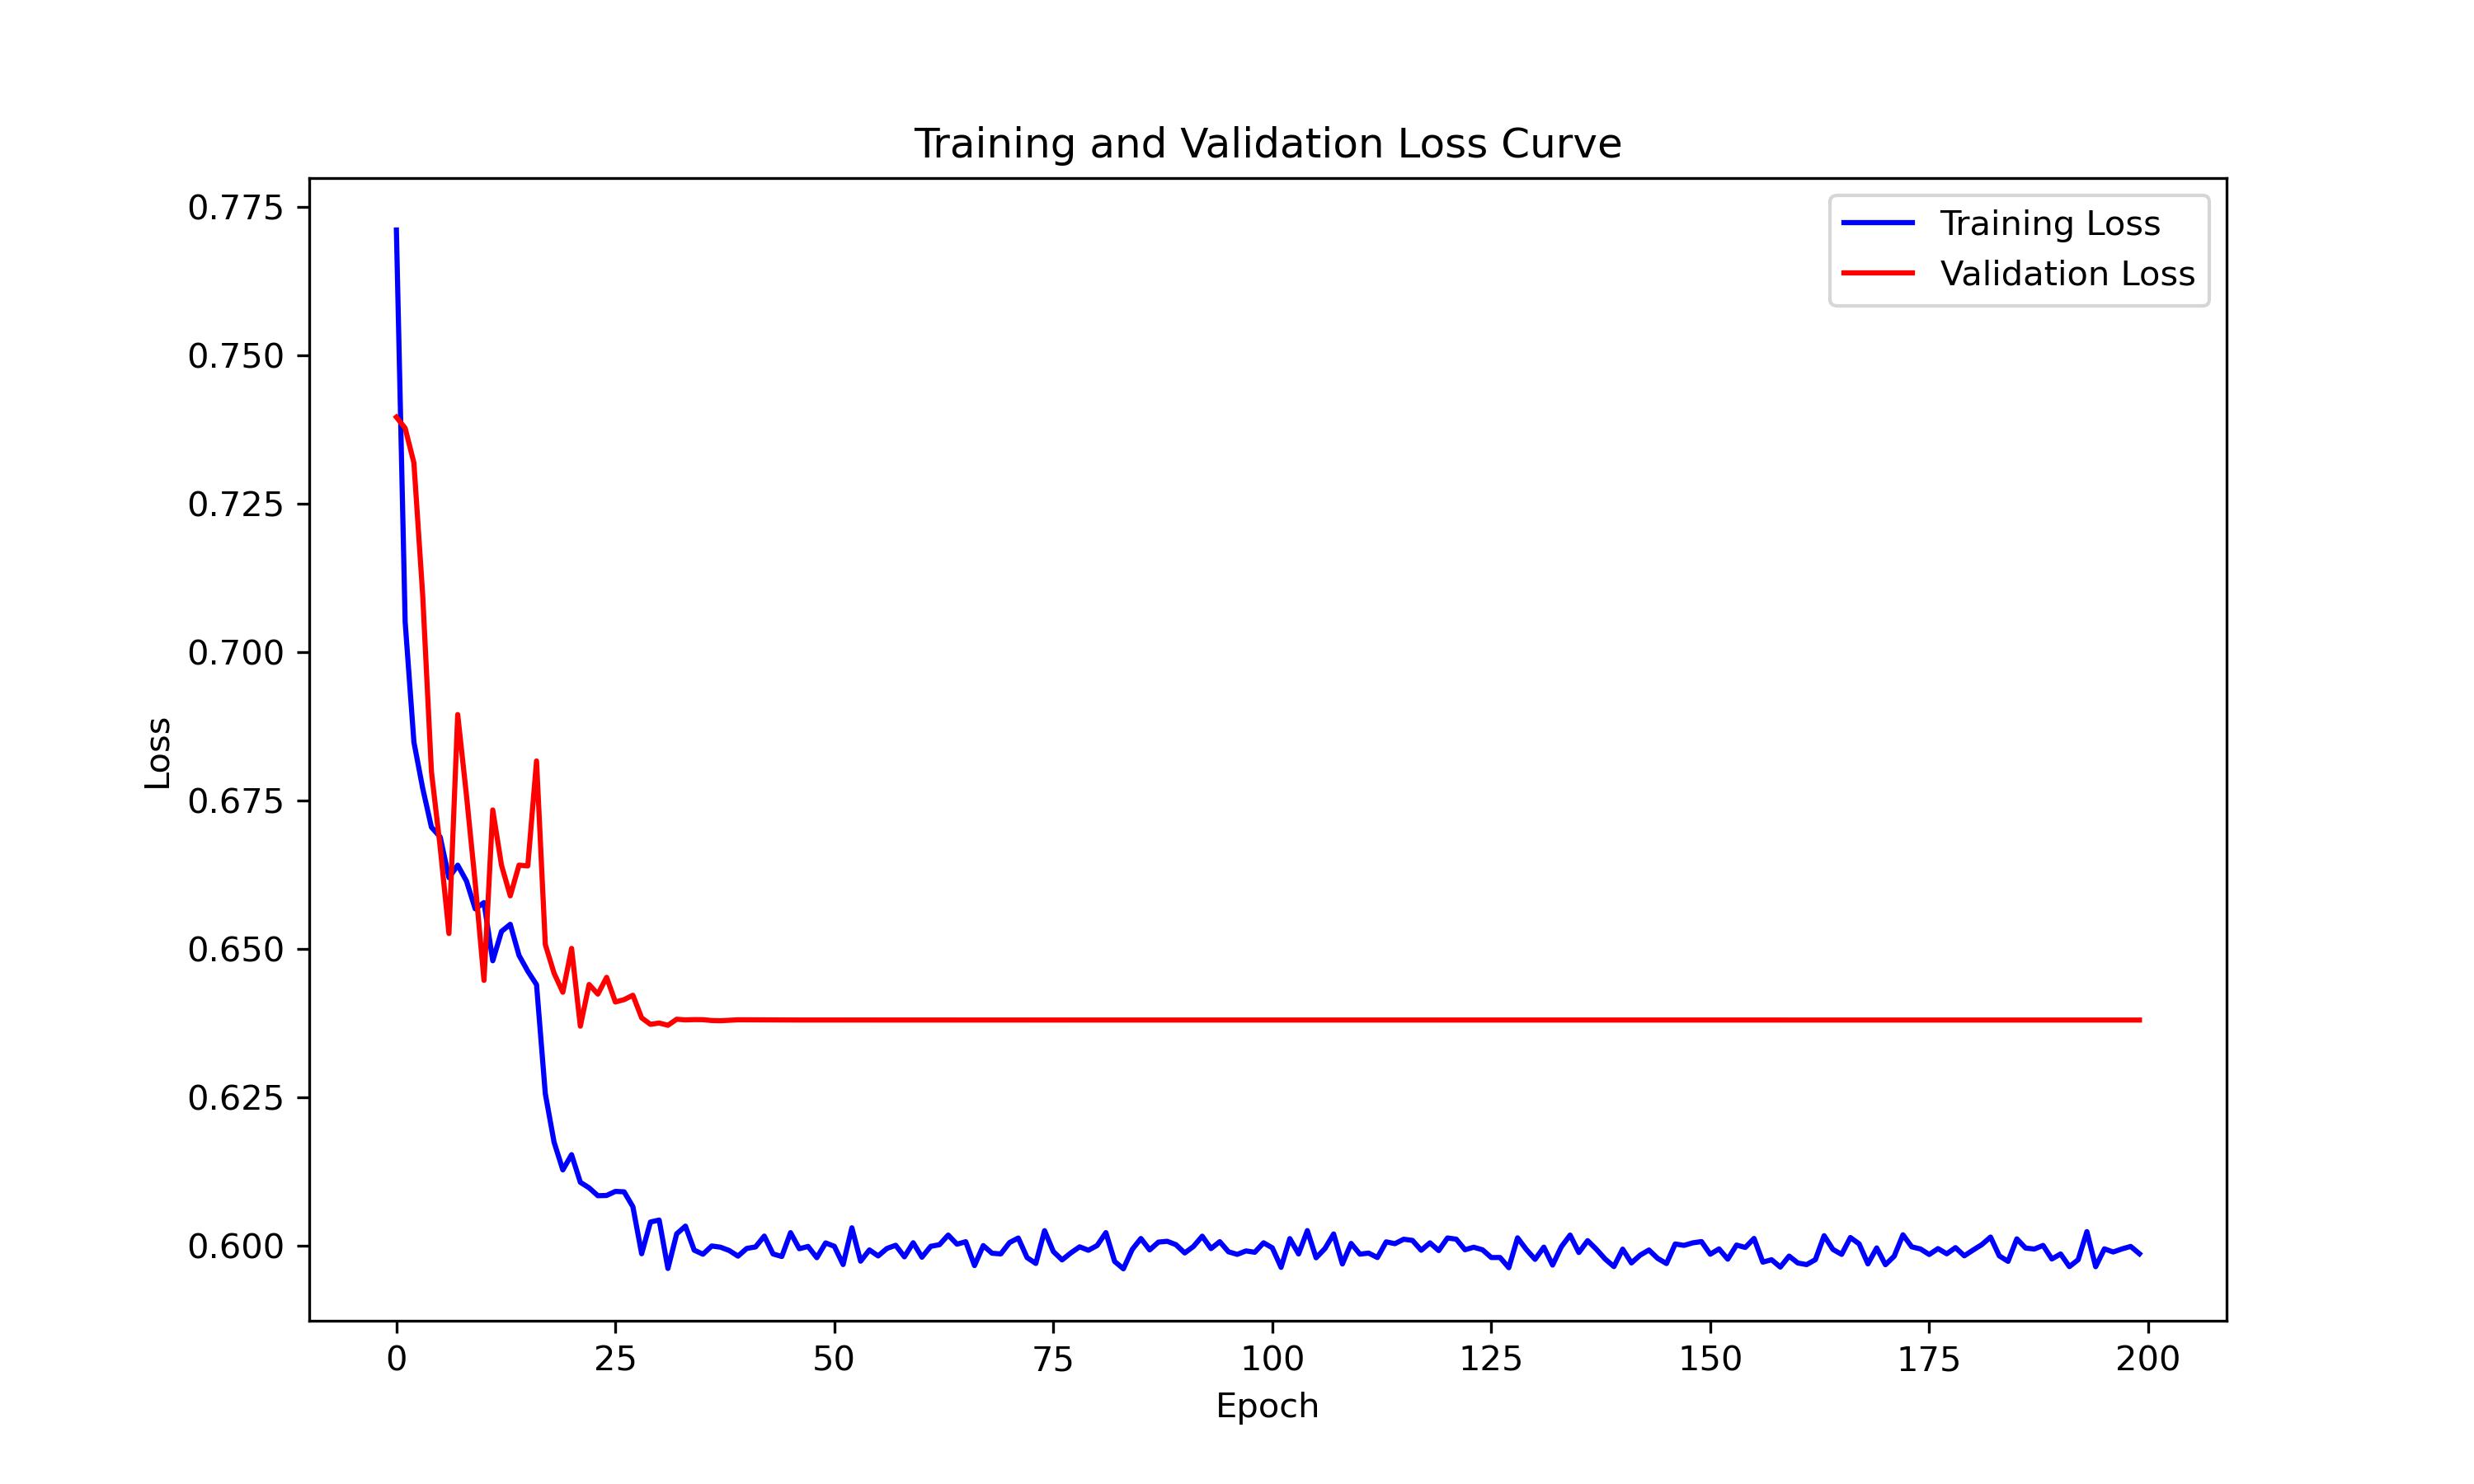 Training and Validation Loss Curve
Training Loss
Validation Loss
0.775
0.750
0.725
0.700
0.675
0.650
0.625
0.600
Loss
0 25 50 75 100 125 150 175 200
Epoch